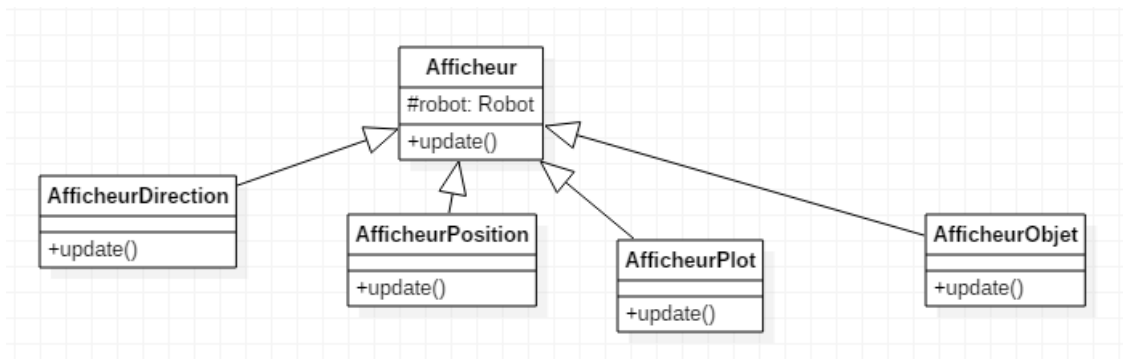 Afficheur
#robot: Robot
+update()
AfficheurDirection
+update()
AfficheurPosition
+update()
AfficheurPlot
+update()
AfficheurObjet
+update()